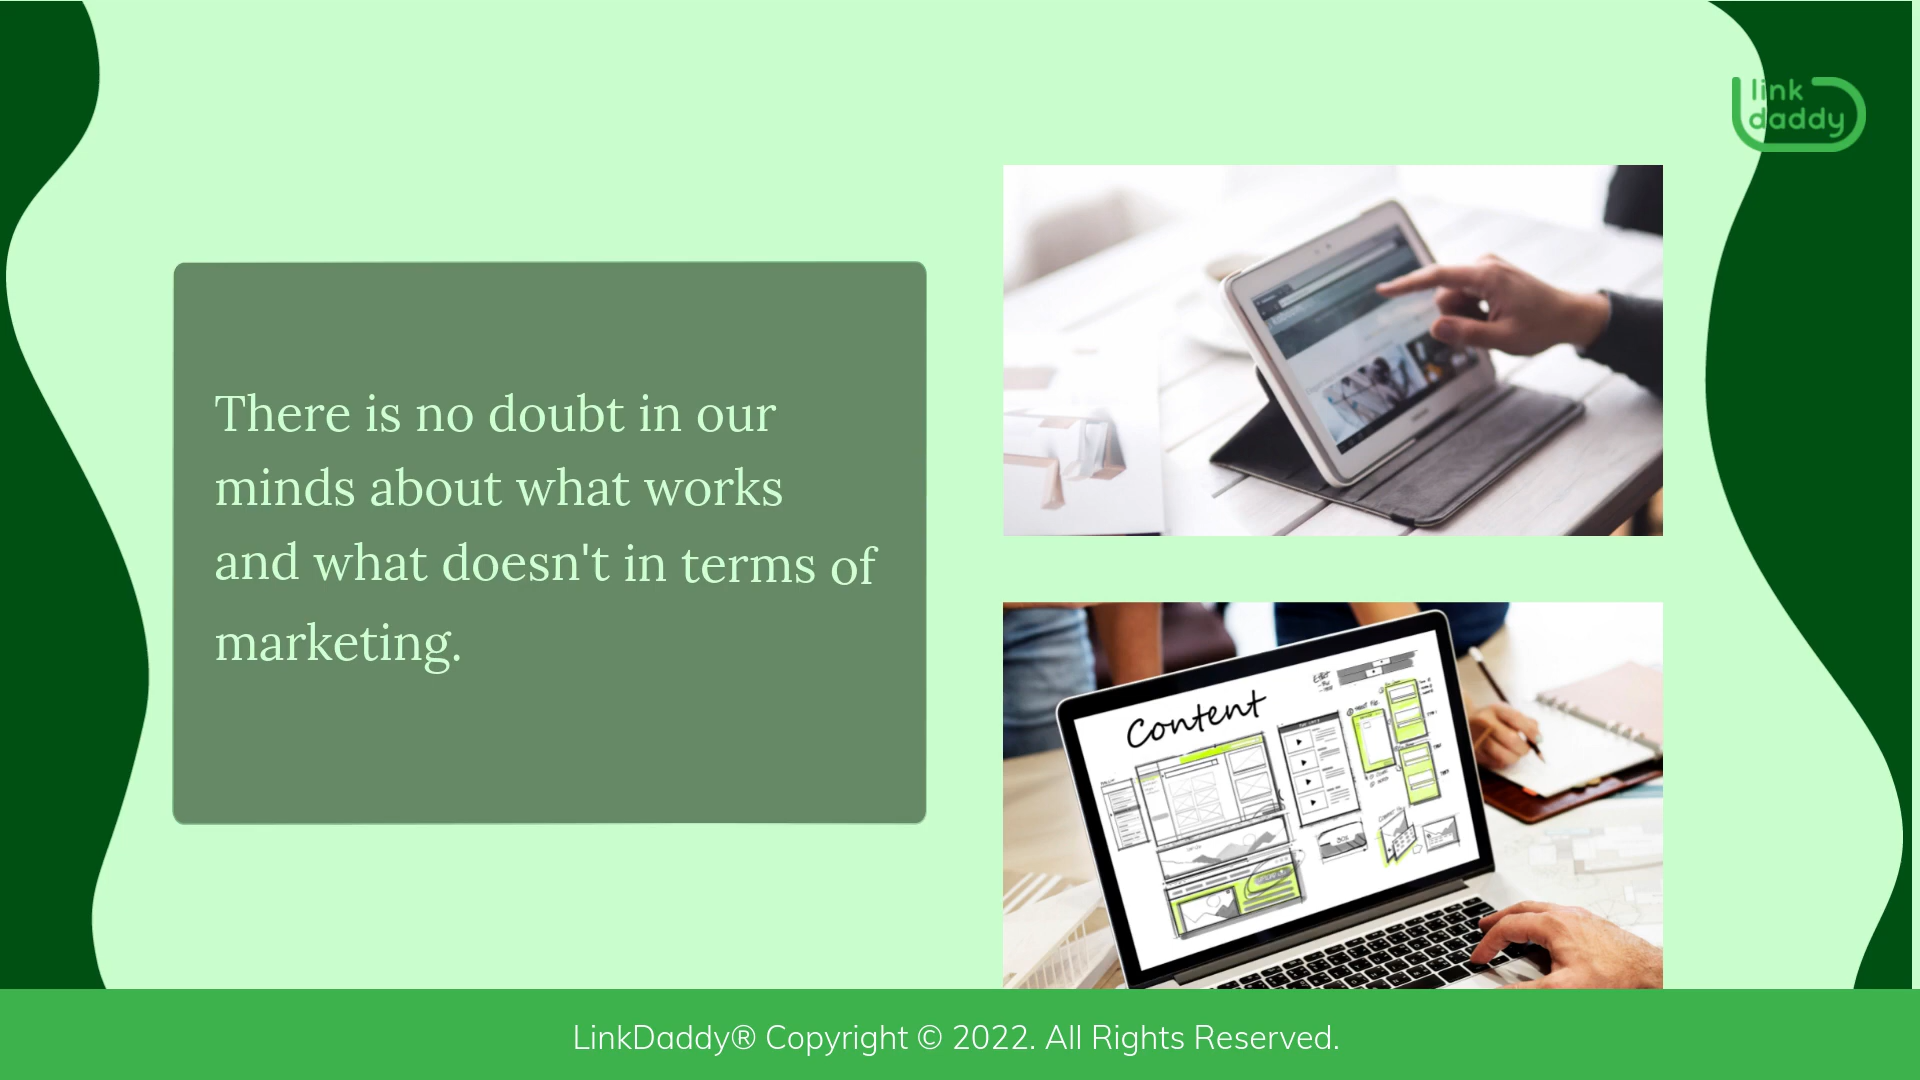 link
daddy
There is no doubt in our
minds about what works
and what doesn't in terms of
marketing.
Content
LinkDaddy® Copyright © 2022. All Rights Reserved.